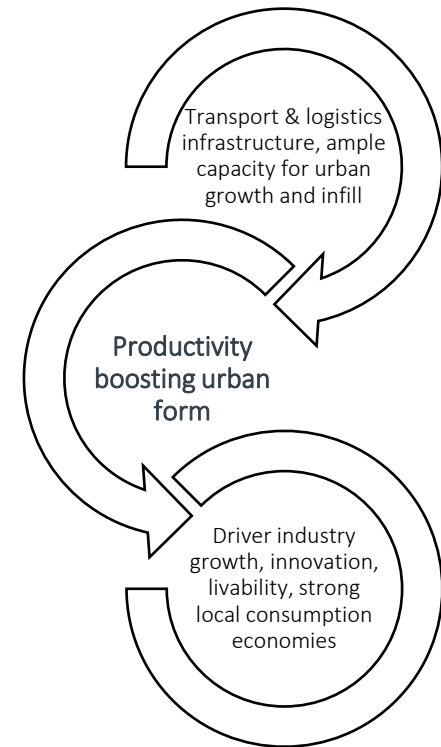 Transport & logistics
infrastructure, ample
capacity for urban
growth and infill
Productivity
boosting urban
form
Driver industry
growth, innovation,
livability, strong
local consumption
economies